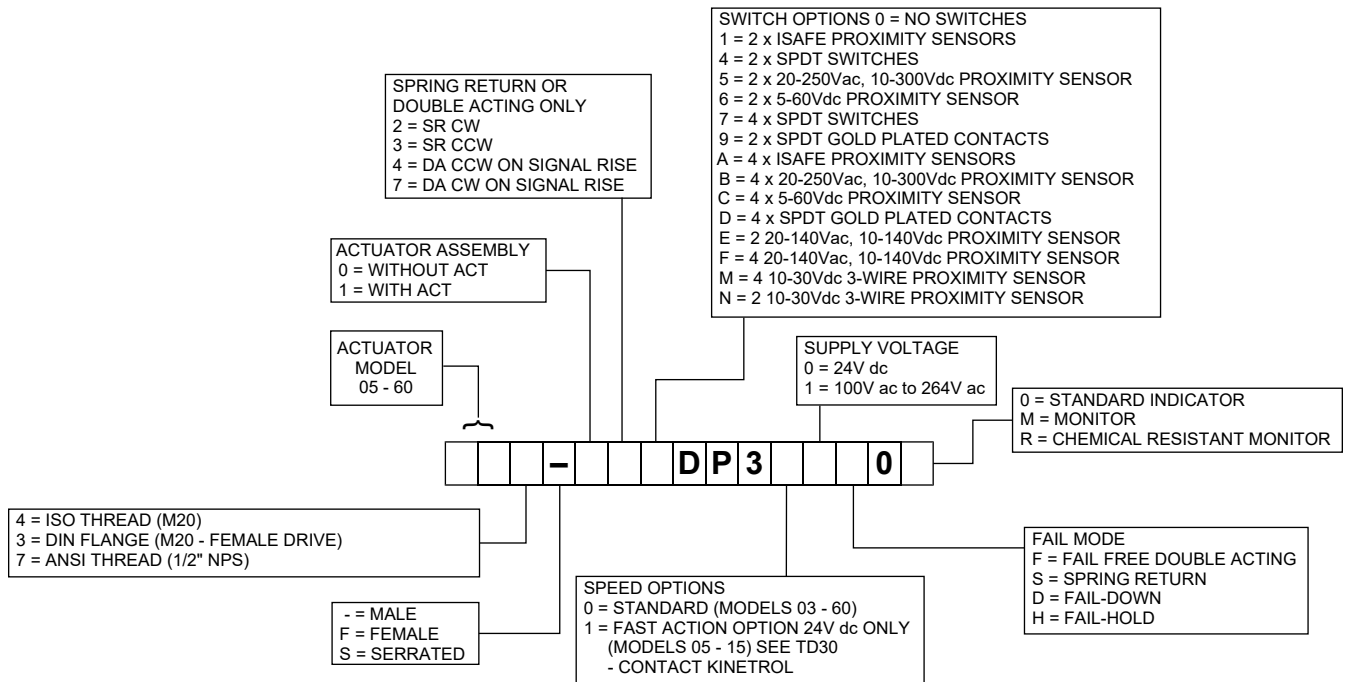 SWITCH OPTIONS 0 = NO SWITCHES
1 = 2 x ISAFE PROXIMITY SENSORS
4 = 2 x SPDT SWITCHES
5 = 2 x 20-250Vac, 10-300Vdc PROXIMITY SENSOR
6 = 2 x 5-60Vdc PROXIMITY SENSOR
7 = 4 x SPDT SWITCHES
9 = 2 x SPDT GOLD PLATED CONTACTS
A = 4 x ISAFE PROXIMITY SENSORS
B = 4 x 20-250Vac, 10-300Vdc PROXIMITY SENSOR
C = 4 x 5-60Vdc PROXIMITY SENSOR
D = 4 x SPDT GOLD PLATED CONTACTS
E = 2 20-140Vac, 10-140Vdc PROXIMITY SENSOR
F = 4 20-140Vac, 10-140Vdc PROXIMITY SENSOR
M = 4 10-30Vdc 3-WIRE PROXIMITY SENSOR
N = 2 10-30Vdc 3-WIRE PROXIMITY SENSOR
SPRING RETURN OR
DOUBLE ACTING ONLY
2 = SR CW
3 = SR CCW
4 = DA CCW ON SIGNAL RISE
7 = DA CW ON SIGNAL RISE
ACTUATOR ASSEMBLY
0 = WITHOUT ACT
1 = WITH ACT
ACTUATOR
MODEL
05 - 60
SUPPLY VOLTAGE
0 = 24V dc
1 = 100V ac to 264V ac
0 = STANDARD INDICATOR
M = MONITOR
R = CHEMICAL RESISTANT MONITOR
– D P 3 0
4 = ISO THREAD (M20)
3 = DIN FLANGE (M20 - FEMALE DRIVE)
7 = ANSI THREAD (1/2" NPS)
- = MALE
F = FEMALE
S = SERRATED
SPEED OPTIONS
0 = STANDARD (MODELS 03 - 60)
1 = FAST ACTION OPTION 24V dc ONLY
(MODELS 05 - 15) SEE TD30
- CONTACT KINETROL
FAIL MODE
F = FAIL FREE DOUBLE ACTING
S = SPRING RETURN
D = FAIL-DOWN
H = FAIL-HOLD